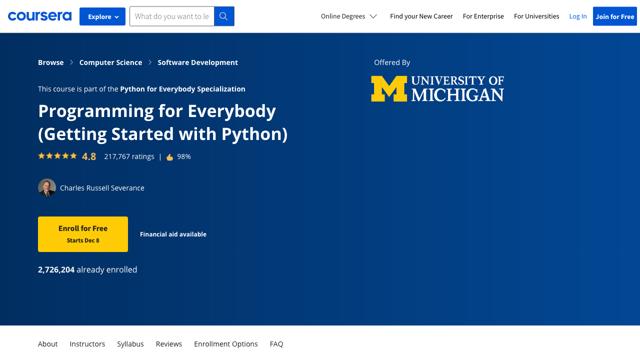 coursera
Explore
What do you want to le
Online Degrees
Find your New Career
For Enterprise
For Universities
Log In
Join for Free
Browse > Computer Science > Software Development
Offered By
UNIVERSITY OF
MICHIGAN
This course is part of the Python for Everybody Specialization
Programming for Everybody
(Getting Started with Python)
4.8 217,767 ratings | 98%
Charles Russell Severance
Enroll for Free
Starts Dec 8
Financial aid available
2,726,204 already enrolled
About Instructors Syllabus Reviews Enrollment Options FAQ